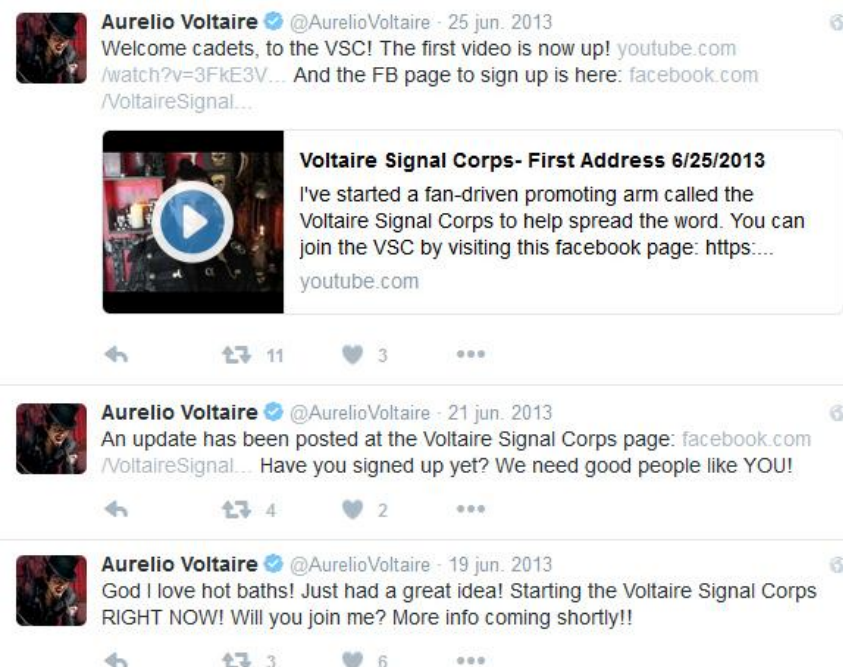 Aurelio Voltaire @AurelioVoltaire · 25 jun. 2013
Welcome cadets, to the VSC! The first video is now up! youtube.com
/watch?v=3FkE3V... And the FB page to sign up is here: facebook.com
/VoltaireSignal...
Voltaire Signal Corps- First Address 6/25/2013
I've started a fan-driven promoting arm called the
Voltaire Signal Corps to help spread the word. You can
join the VSC by visiting this facebook page: https:...
youtube.com
11 3
Aurelio Voltaire @AurelioVoltaire · 21 jun. 2013
An update has been posted at the Voltaire Signal Corps page: facebook.com
/VoltaireSignal... Have you signed up yet? We need good people like YOU!
4 2
Aurelio Voltaire @AurelioVoltaire · 19 jun. 2013
God I love hot baths! Just had a great idea! Starting the Voltaire Signal Corps
RIGHT NOW! Will you join me? More info coming shortly!!
3 6